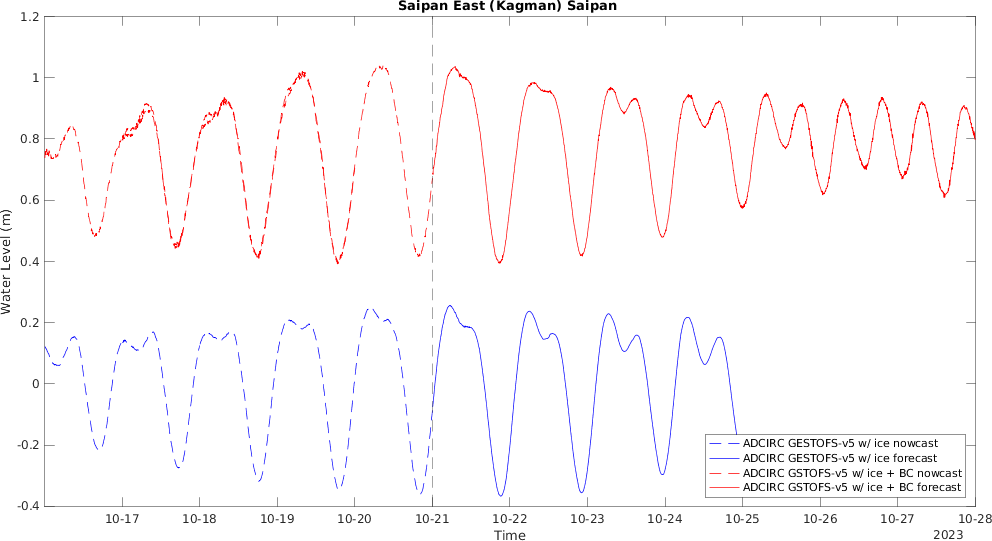 Saipan East (Kagman) Saipan
1.2
1
0.8
0.6
0.4
0.2
0
-0.2
-0.4
Water Level (m)
ADCIRC GESTOFS-v5 w/ ice nowcast
ADCIRC GESTOFS-v5 w/ ice forecast
ADCIRC GSTOFS-v5 w/ ice + BC nowcast
ADCIRC GSTOFS-v5 w/ ice + BC forecast
10-17 10-18 10-19 10-20 10-21 10-22 10-23 10-24 10-25 10-26 10-27 10-28
Time
2023